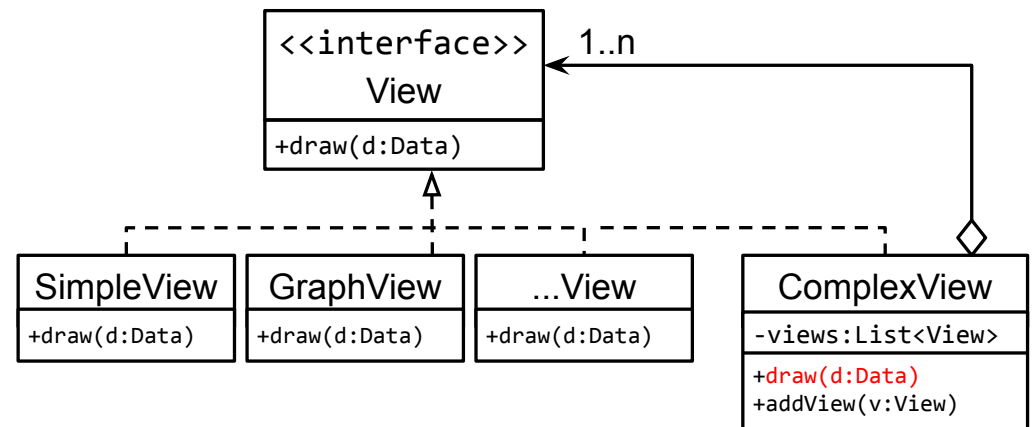 <<interface>>
View
+draw(d:Data)
1..n
SimpleView
+draw(d:Data)
GraphView
+draw(d:Data)
...View
+draw(d:Data)
ComplexView
-views:List<View>
+draw(d:Data)
+addView(v:View)